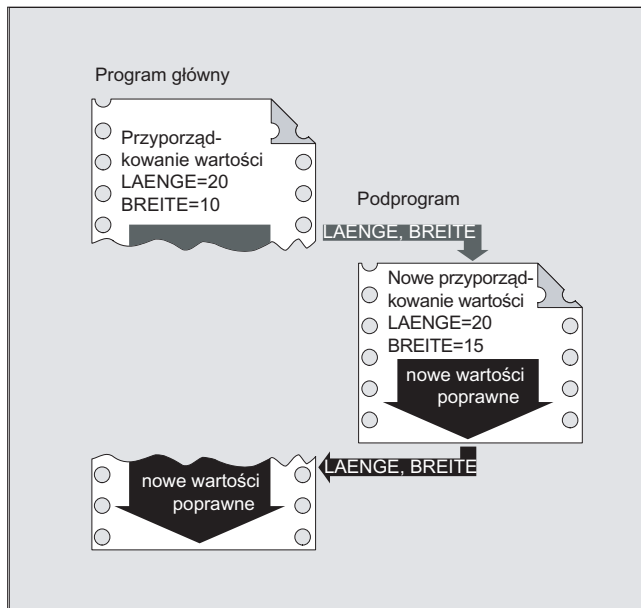 Program główny
Przyporząd-
kowanie wartości
LAENGE=20
BREITE=10
Podprogram
LAENGE, BREITE
Nowe przyporząd-
kowanie wartości
LAENGE=20
BREITE=15
nowe wartości
poprawne
LAENGE, BREITE
nowe wartości
poprawne